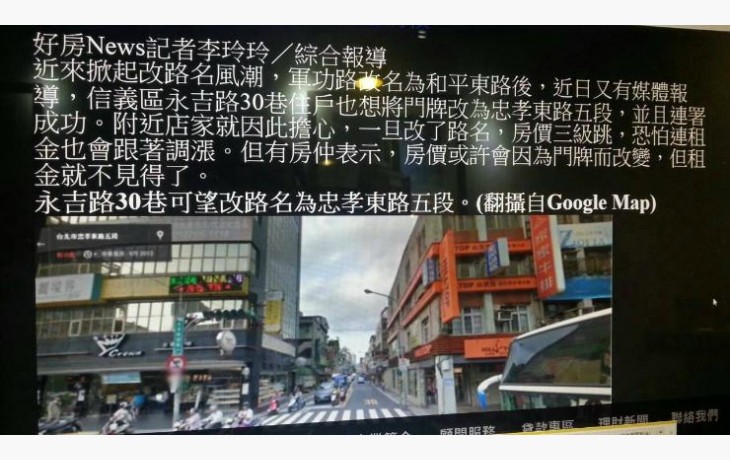 好房News記者李玲玲／綜合報導
近來掀起改路名風潮，軍功路改名為和平東路後，近日又有媒體報
導，信義區永吉路30巷住戶也想將門牌改為忠孝東路五段，並且連署
成功。附近店家就因此擔心，一旦改了路名，房價三級跳，恐怕連租
金也會跟著調漲。但有房仲表示，房價或許會因為門牌而改變，但租
金就不見得了。
永吉路30巷可望改路名為忠孝東路五段。(翻攝自Google Map)
台北市忠孝東路五段
Crown
TOP
TOP
顧問服務 貸款專區 理財新聞 聯絡我們